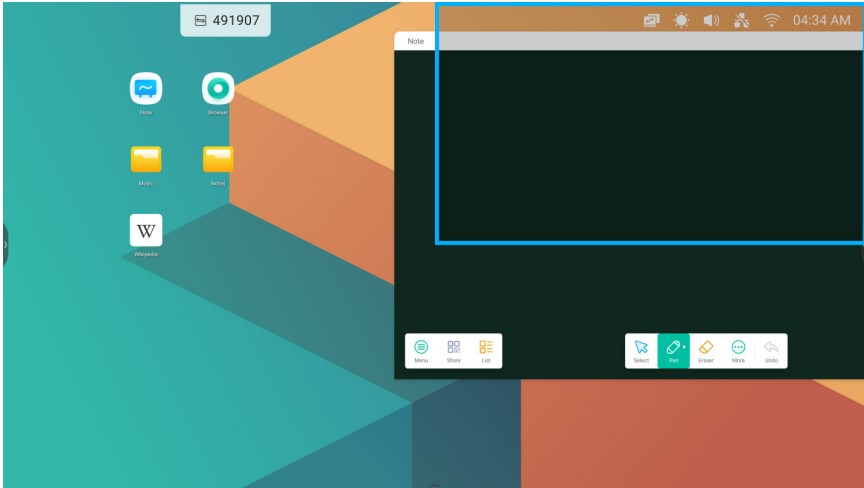 491907
04:34 AM
Note
Note Browser
Music Notes
W
Wikipedia
Menu Share List
Select Pen Eraser More Undo